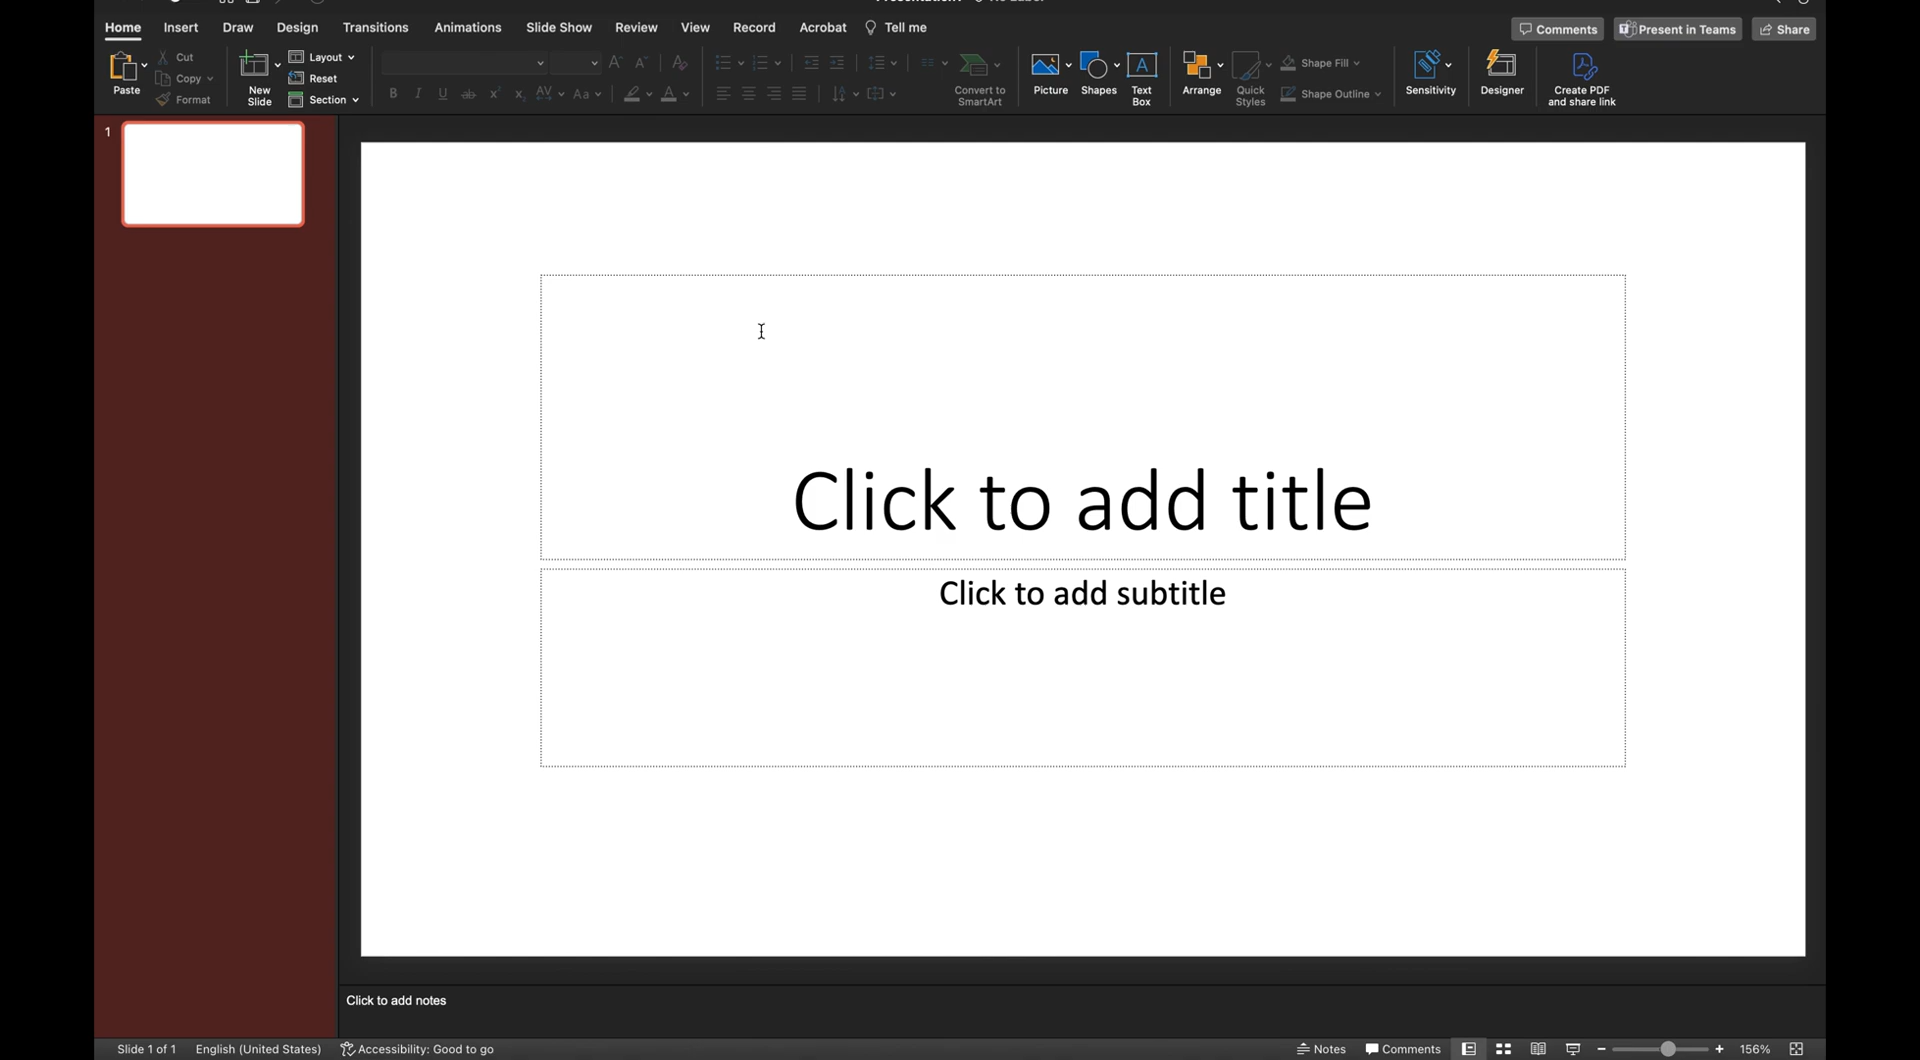 Home Insert Draw Design Transitions Animations Slide Show Review View Record Acrobat Tell me
Comments Present in Teams Share
Paste
Cut
Copy
Format
New
Slide
Layout
Reset
Section
Convert to
SmartArt
Picture
Shapes
Text
Box
Arrange
Quick
Styles
Shape Fill
Shape Outline
Sensitivity
Designer
Create PDF
and share link
1
Click to add title
Click to add subtitle
Click to add notes
Slide 1 of 1 English (United States) Accessibility: Good to go
Notes Comments 156%